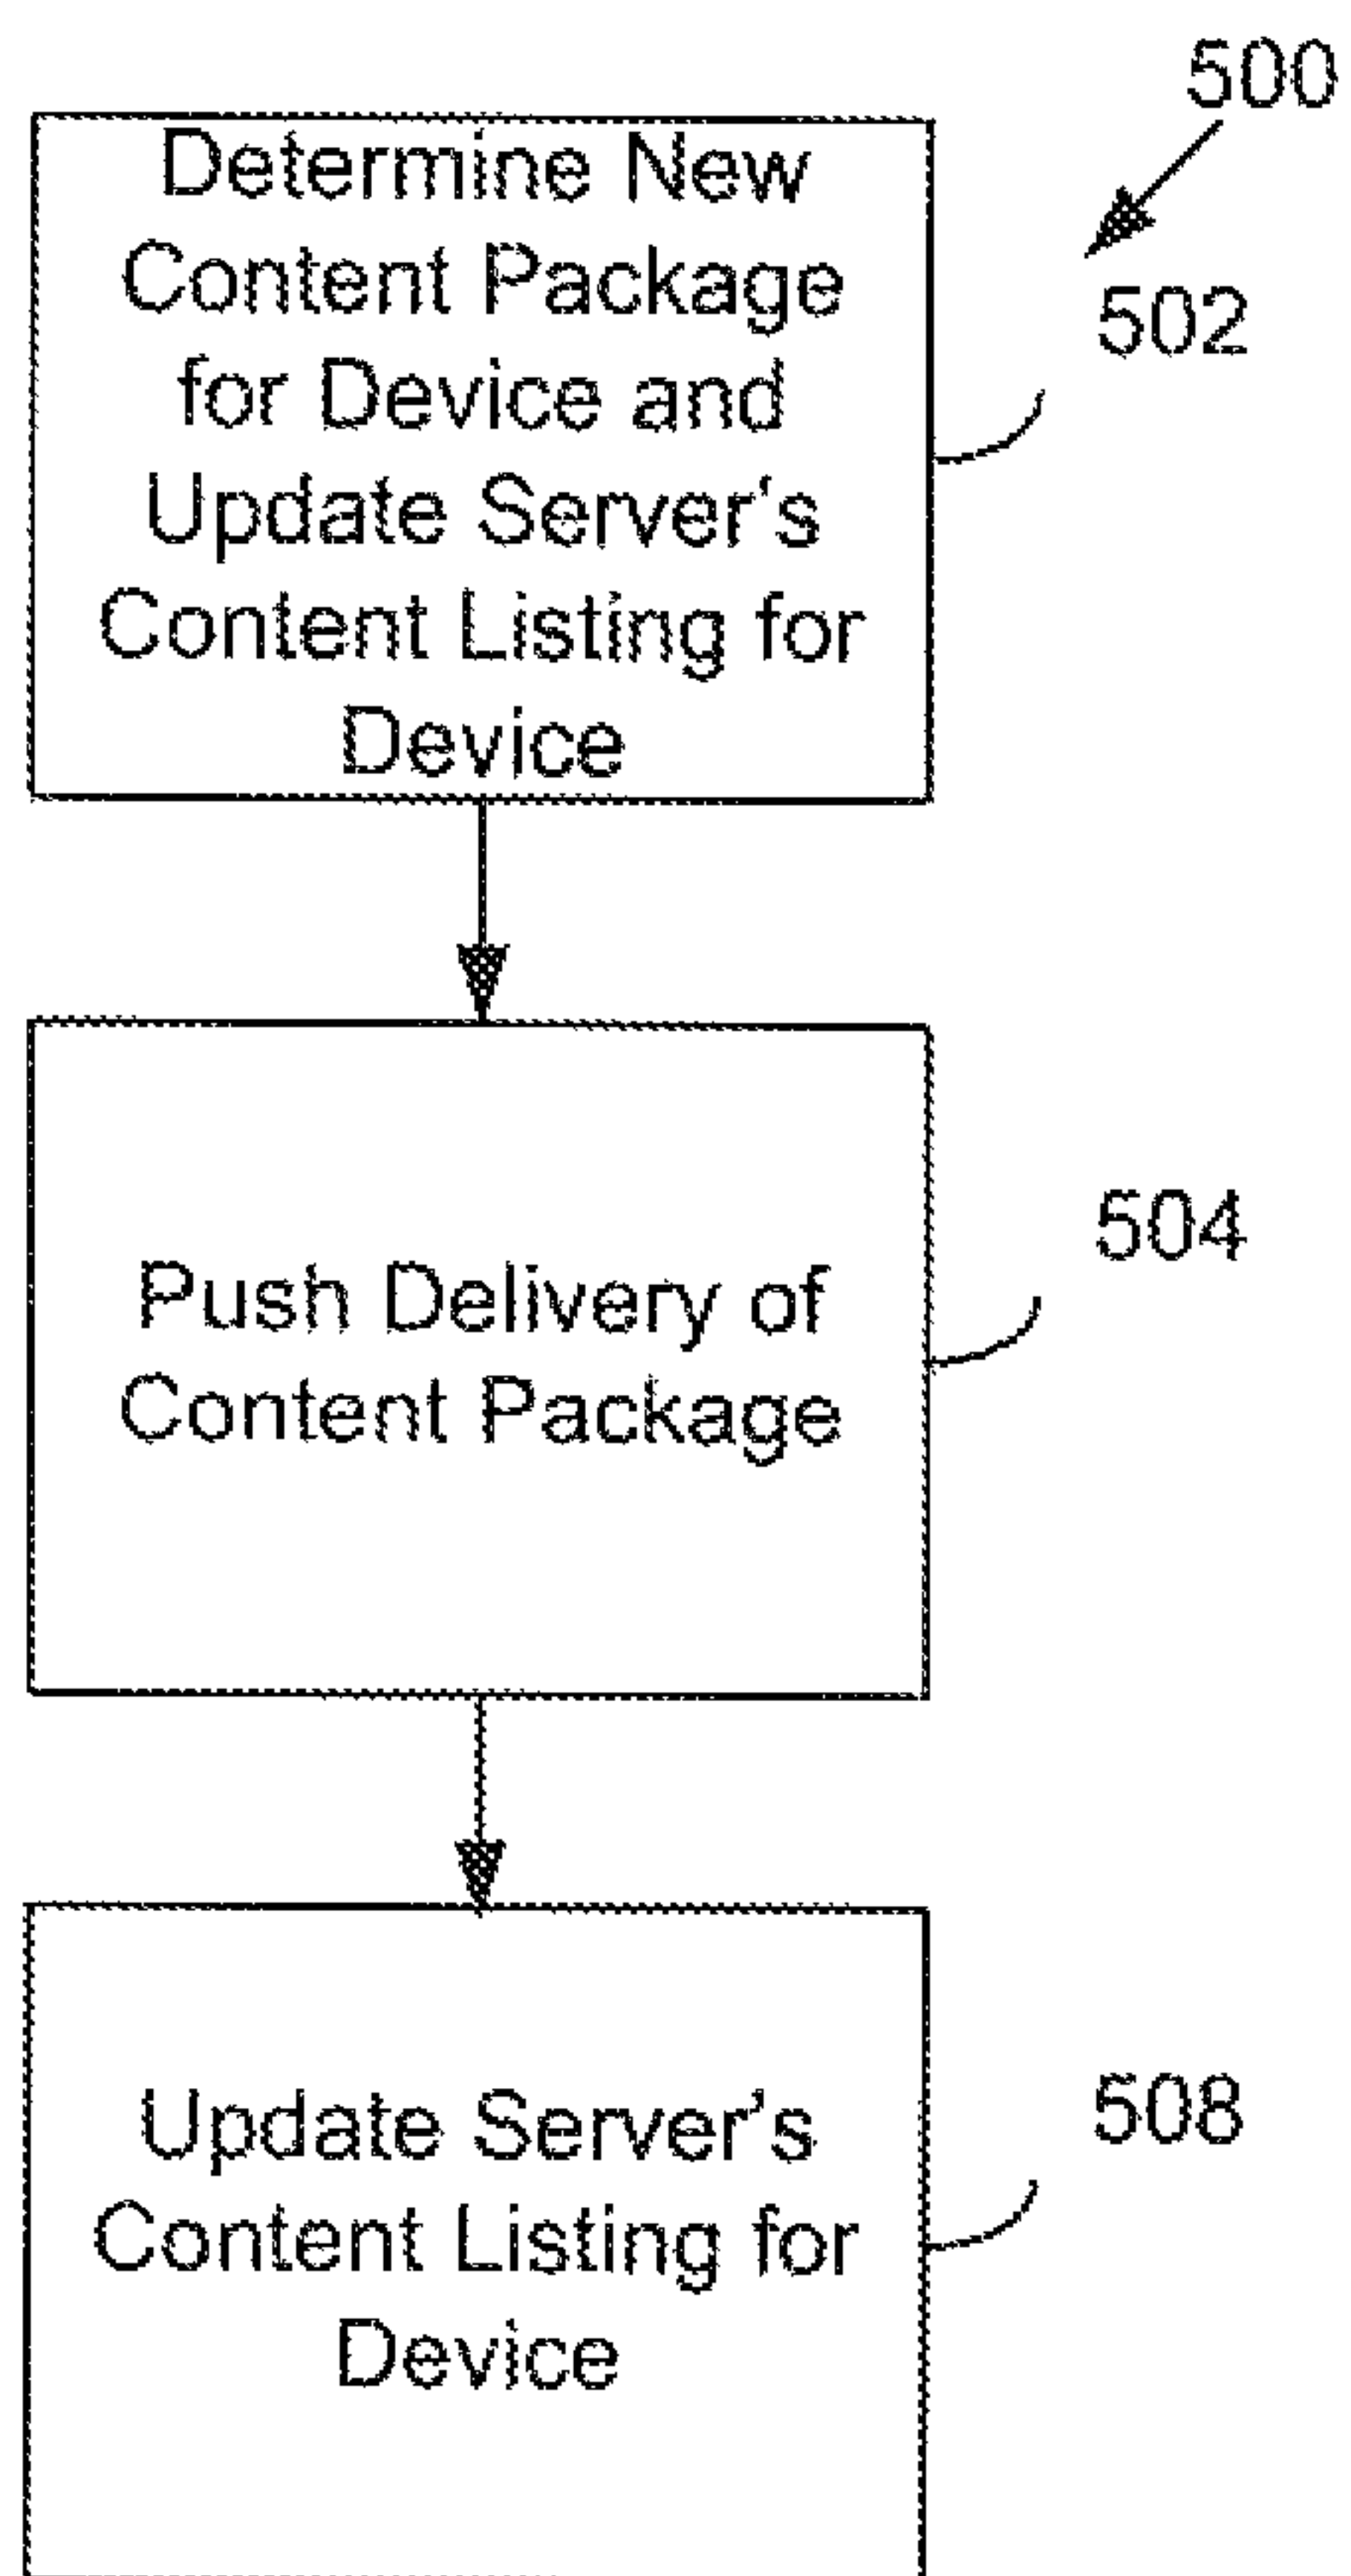 500
Determine New
Content Package
for Device and
Update Server's
Content Listing for
Device
502
Push Delivery of
Content Package
504
Update Server's
Content Listing for
Device
508